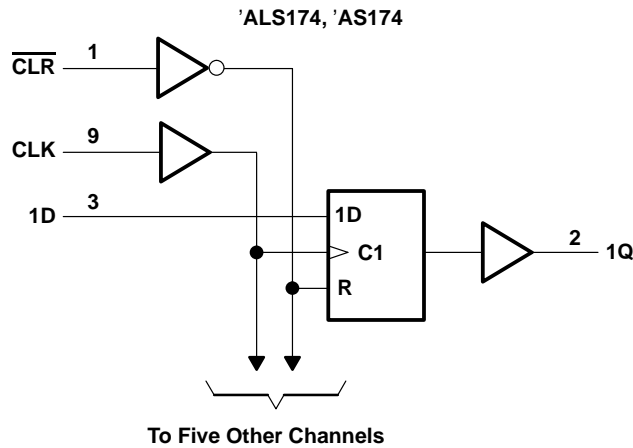 'ALS174, 'AS174
CLR 1
CLK 9
1D 3
1D
C1
R
2 1Q
To Five Other Channels